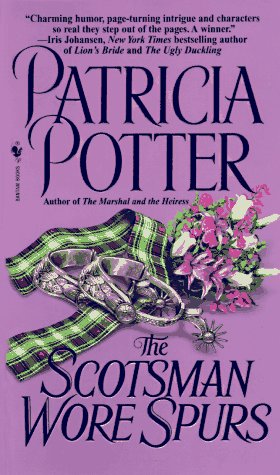 "Charming humor, page-turning intrigue and characters
so real they step out of the pages. A winner."
—Iris Johansen, New York Times bestselling author
of Lion's Bride and The Ugly Duckling
PATRICIA
POTTER
BANTAM BOOKS
Author of The Marshal and the Heiress
The
SCOTSMAN
WORE SPURS